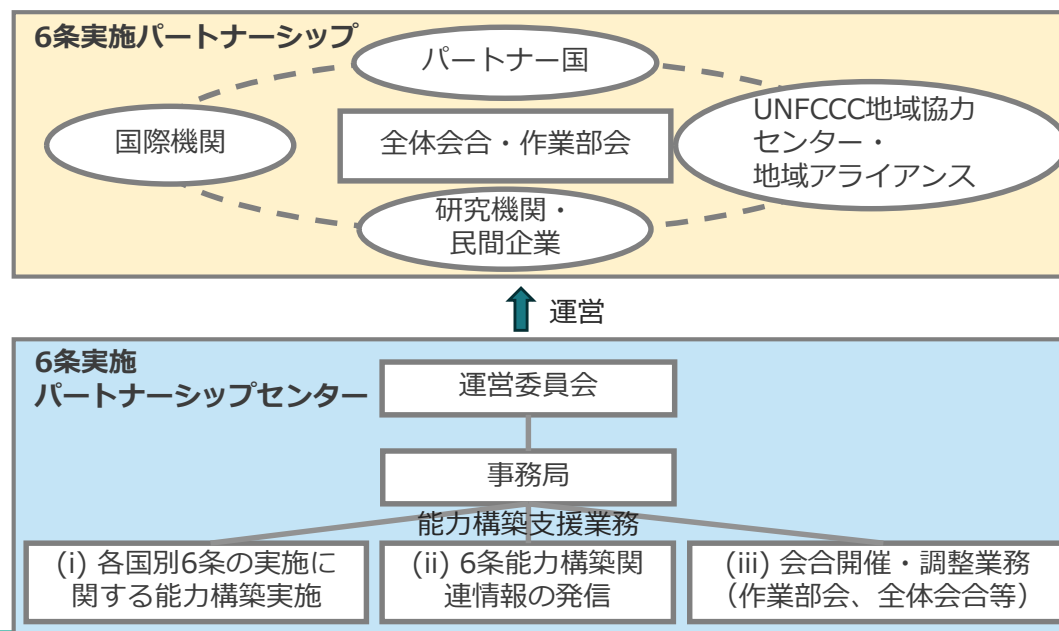 6条実施パートナーシップ
パートナー国
国際機関
全体会合・作業部会
UNFCCC地域協力
センター・
地域アライアンス
研究機関・
民間企業
運営
6条実施
パートナーシップセンター
運営委員会
事務局
能力構築支援業務
(i) 各国別6条の実施に
関する能力構築実施
(ii) 6条能力構築関
連情報の発信
(iii) 会合開催・調整業務
（作業部会、全体会合等）